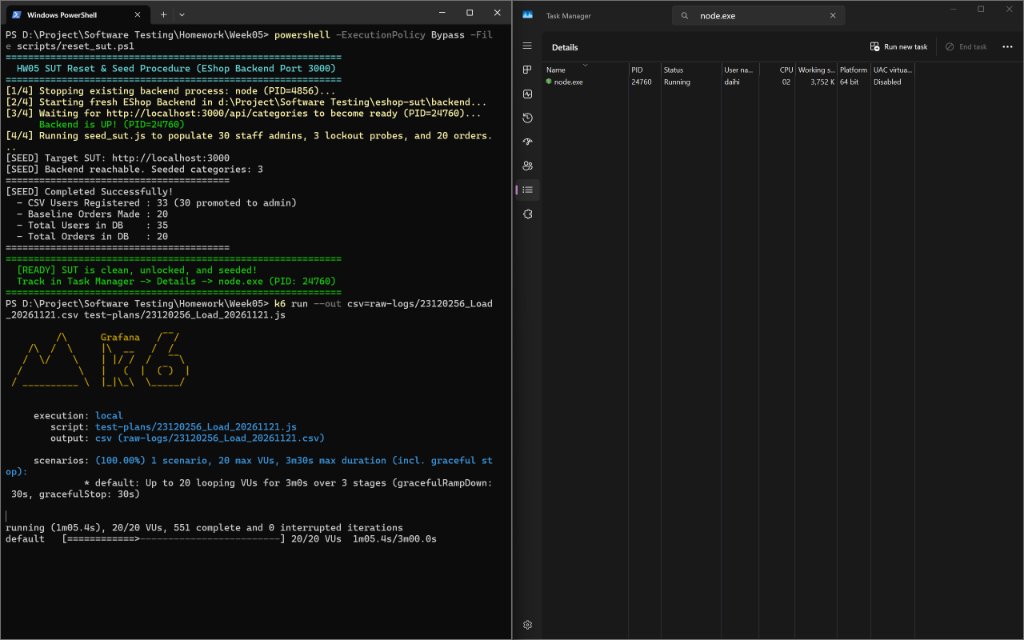 Windows PowerShell
PS D:\Project\Software Testing\Homework\Week05> powershell -ExecutionPolicy Bypass -Fil
e scripts/reset_sut.ps1
============================================================
  HW05 SUT Reset & Seed Procedure (EShop Backend Port 3000)
============================================================
[1/4] Stopping existing backend process: node (PID=4856)...
[2/4] Starting fresh EShop Backend in d:\Project\Software Testing\eshop-sut\backend...
[3/4] Waiting for http://localhost:3000/api/categories to become ready (PID=24760)...
      Backend is UP! (PID=24760)
[4/4] Running seed_sut.js to populate 30 staff admins, 3 lockout probes, and 20 orders.
..
[SEED] Target SUT: http://localhost:3000
[SEED] Backend reachable. Seeded categories: 3
========================================
[SEED] Completed Successfully!
  - CSV Users Registered : 33 (30 promoted to admin)
  - Baseline Orders Made : 20
  - Total Users in DB    : 35
  - Total Orders in DB   : 20
========================================
============================================================
  [READY] SUT is clean, unlocked, and seeded!
  Track in Task Manager -> Details -> node.exe (PID: 24760)
============================================================
PS D:\Project\Software Testing\Homework\Week05> k6 run --out csv=raw-logs/23120256_Load
_20261121.csv test-plans/23120256_Load_20261121.js
Grafana
k6
     execution: local
        script: test-plans/23120256_Load_20261121.js
        output: csv (raw-logs/23120256_Load_20261121.csv)
     scenarios: (100.00%) 1 scenario, 20 max VUs, 3m30s max duration (incl. graceful st
op):
              * default: Up to 20 looping VUs for 3m0s over 3 stages (gracefulRampDown:
 30s, gracefulStop: 30s)
running (1m05.4s), 20/20 VUs, 551 complete and 0 interrupted iterations
default   [============>-------------------------] 20/20 VUs  1m05.4s/3m00.0s
Task Manager
node.exe
Details
Run new task
End task
Name PID Status User na... CPU Working s... Platform UAC virtua...
node.exe 24760 Running daihi 02 3,752 K 64 bit Disabled